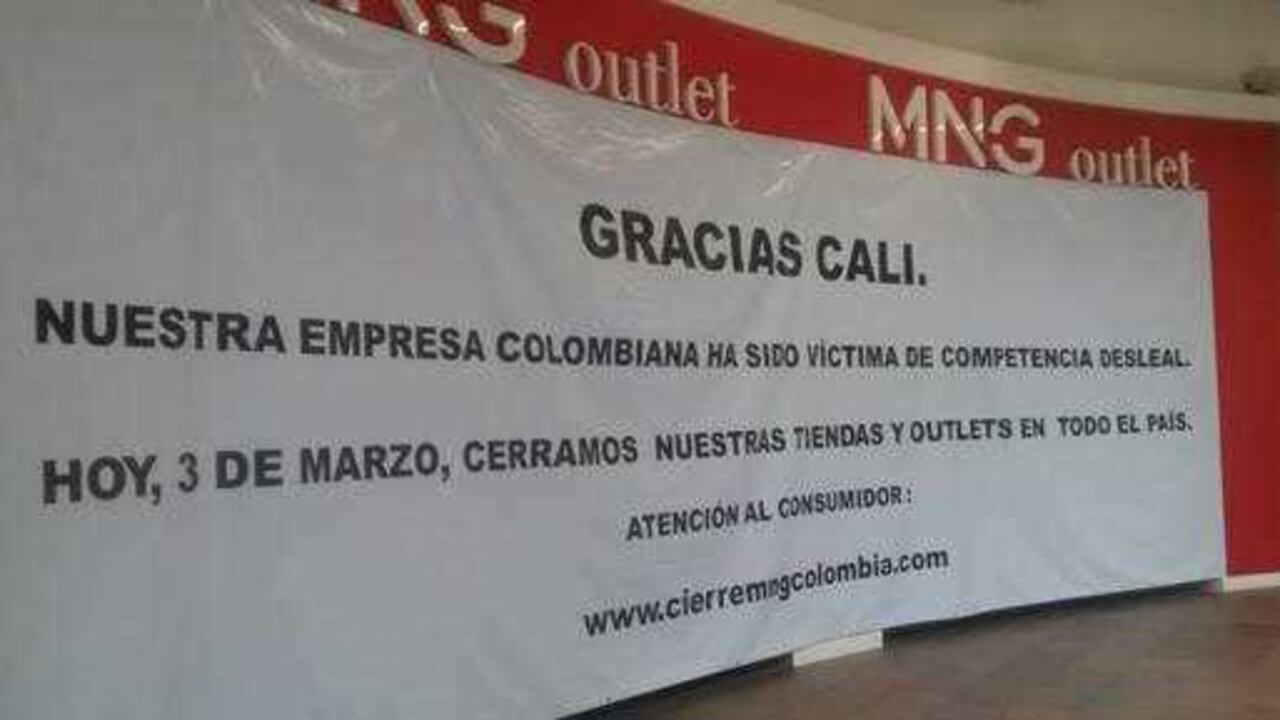 MNG outlet MNG outlet
GRACIAS CALI.
NUESTRA EMPRESA COLOMBIANA HA SIDO VÍCTIMA DE COMPETENCIA DESLEAL.
HOY, 3 DE MARZO, CERRAMOS NUESTRAS TIENDAS Y OUTLETS EN TODO EL PAÍS.
ATENCIÓN AL CONSUMIDOR:
www.cierremngcolombia.com